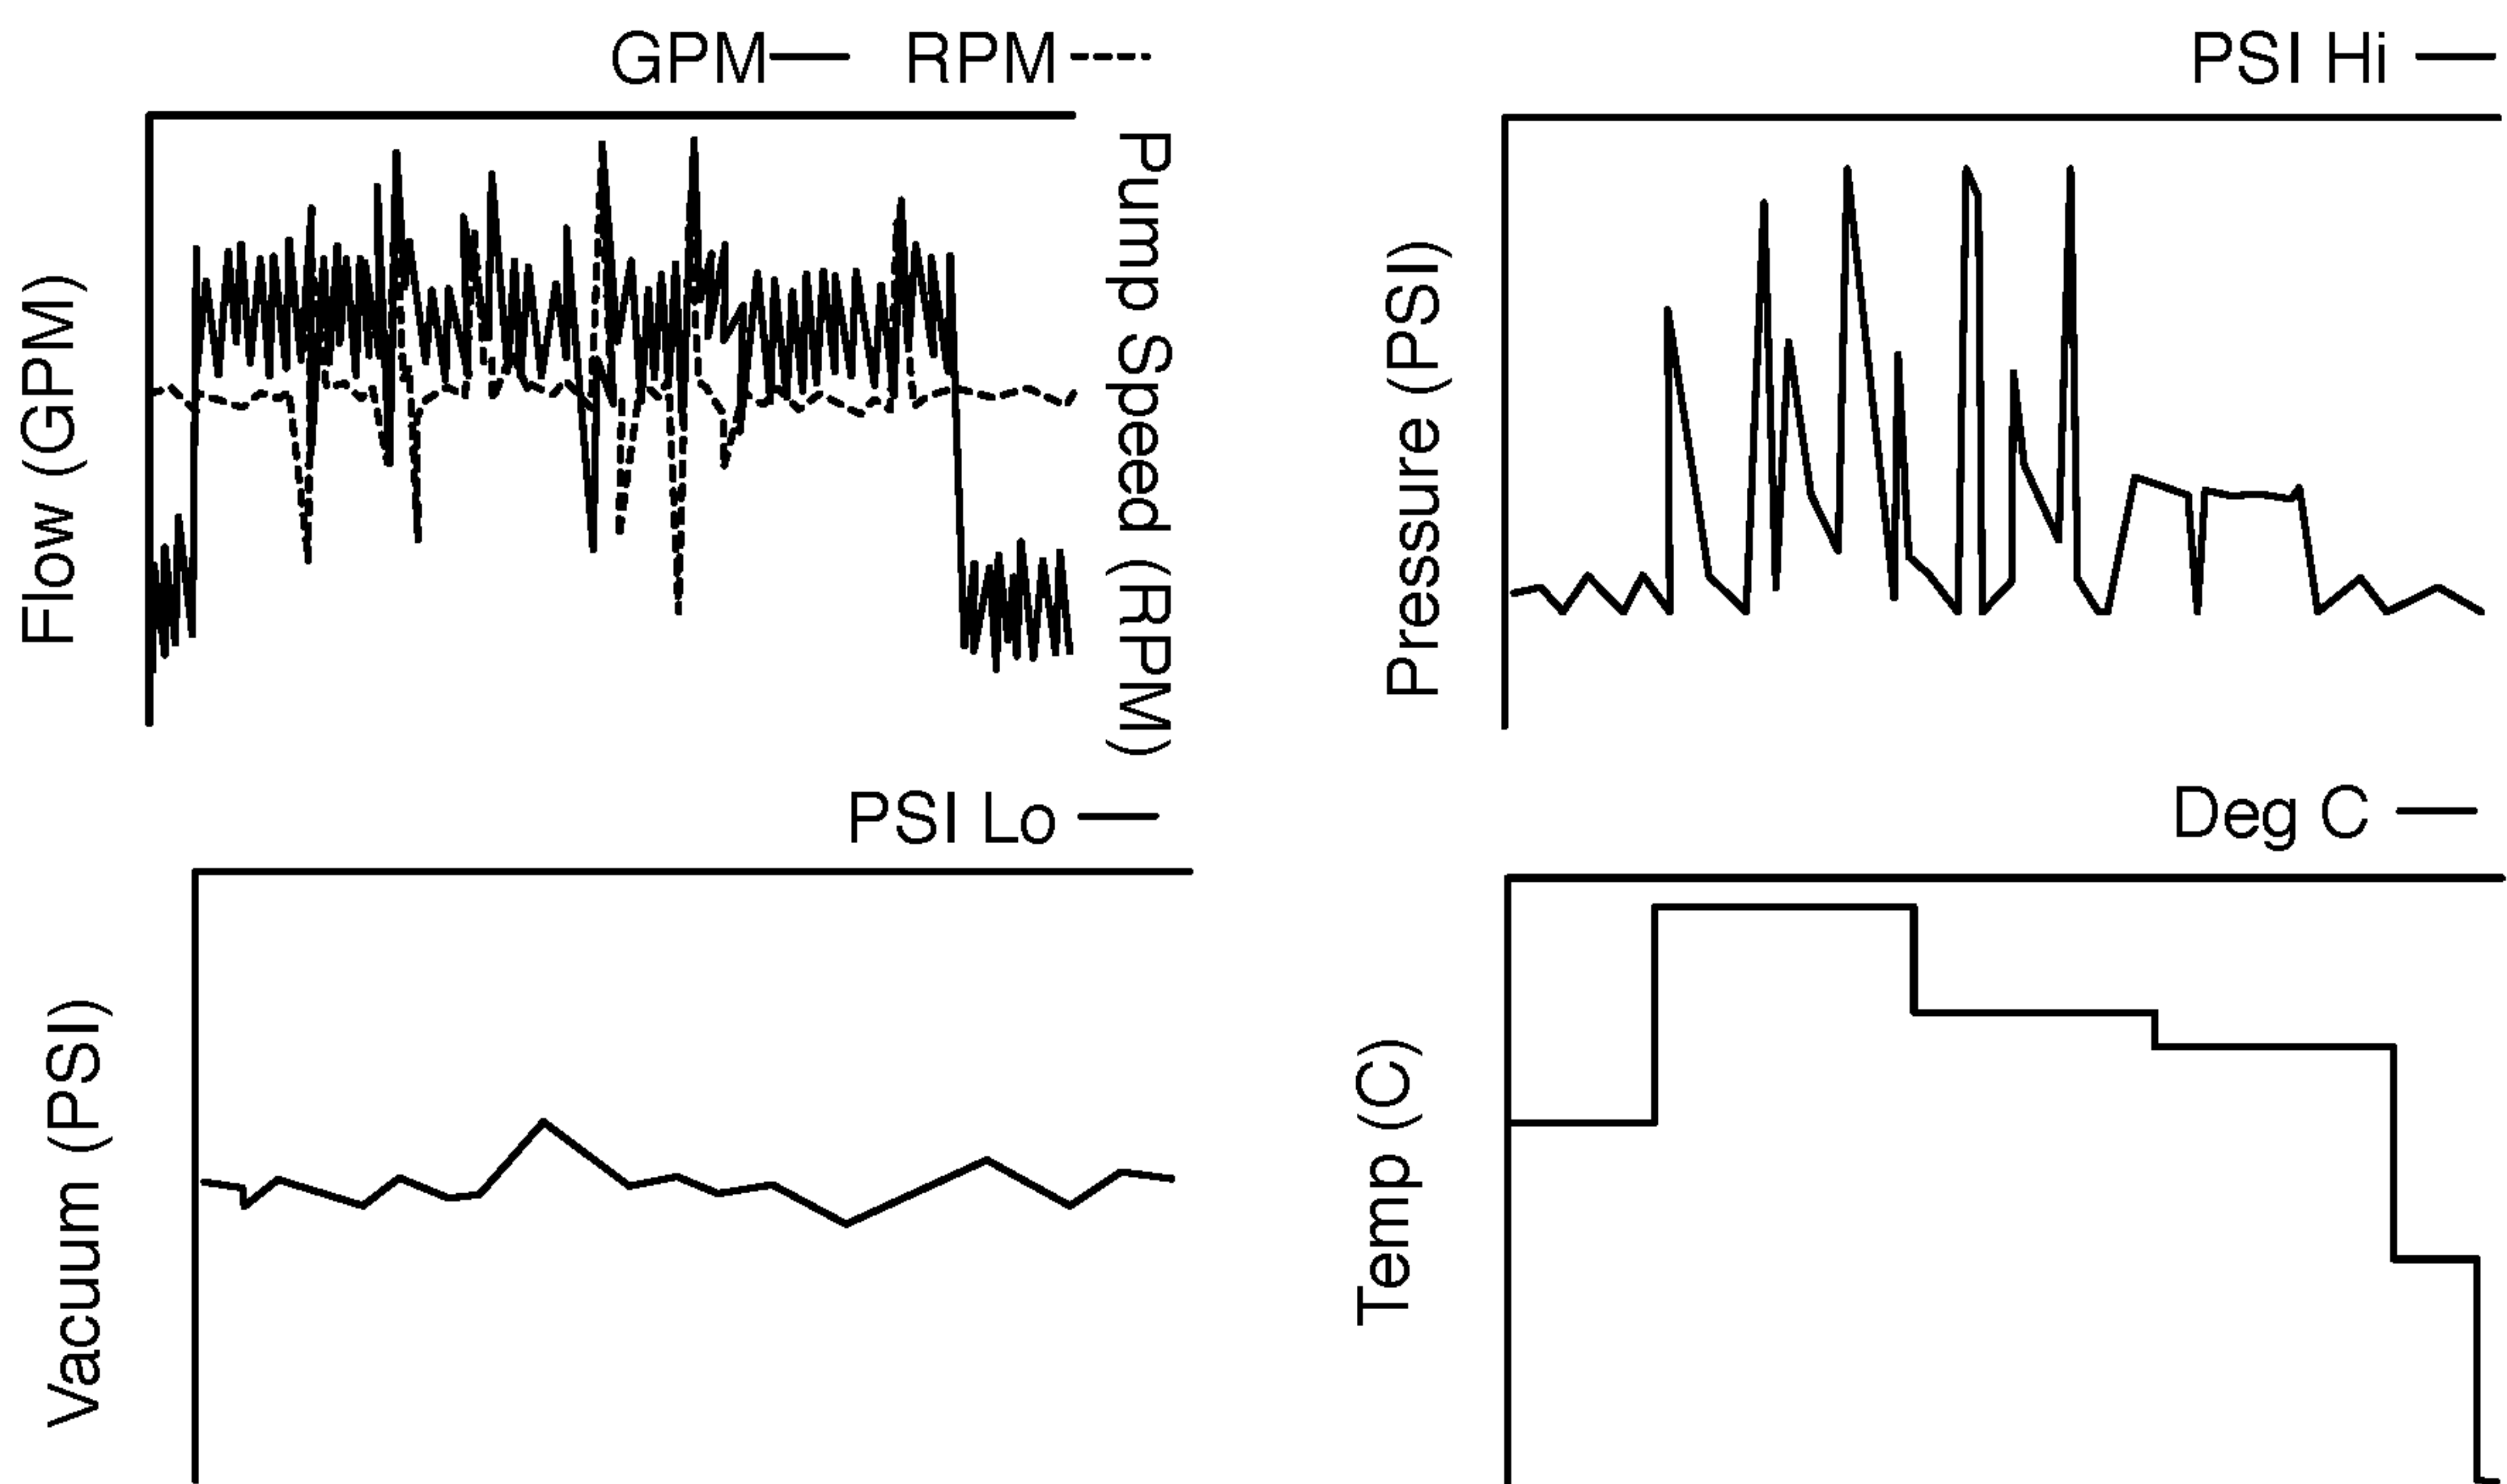 GPM RPM
Flow (GPM)
Pump Speed (RPM)
PSI Hi
Pressure (PSI)
PSI Lo
Vacuum (PSI)
Deg C
Temp (C)